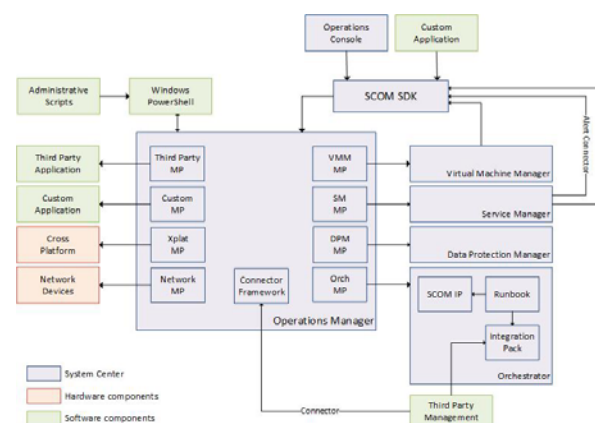 Operations
Console
Custom
Application
Administrative
Scripts
Windows
PowerShell
SCOM SDK
Alert Connector
Third Party
Application
Third Party
MP
VMM
MP
Virtual Machine Manager
Custom
Application
Custom
MP
SM
MP
Service Manager
Cross
Platform
Xplat
MP
DPM
MP
Data Protection Manager
Network
Devices
Network
MP
Connector
Framework
Orch
MP
SCOM IP
Runbook
Operations Manager
Integration
Pack
Orchestrator
System Center
Hardware components
Software components
Connector
Third Party
Management